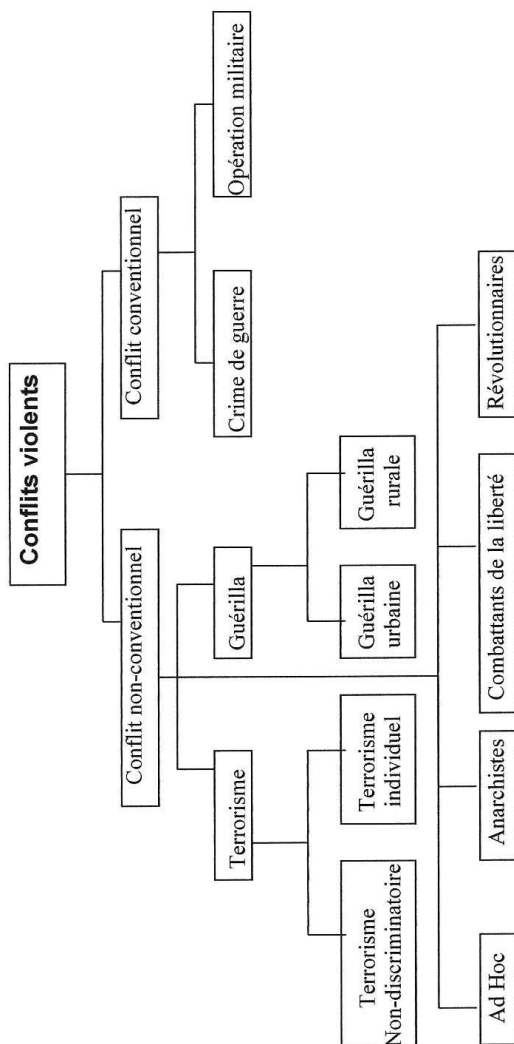 Conflits violents
Conflit non-conventionnel
Conflit conventionnel
Terrorisme
Guérilla
Crime de guerre
Opération militaire
Terrorisme
Non-discriminatoire
Terrorisme
individuel
Guérilla
urbaine
Guérilla
rurale
Ad Hoc
Anarchistes
Combattants de la liberté
Révolutionnaires